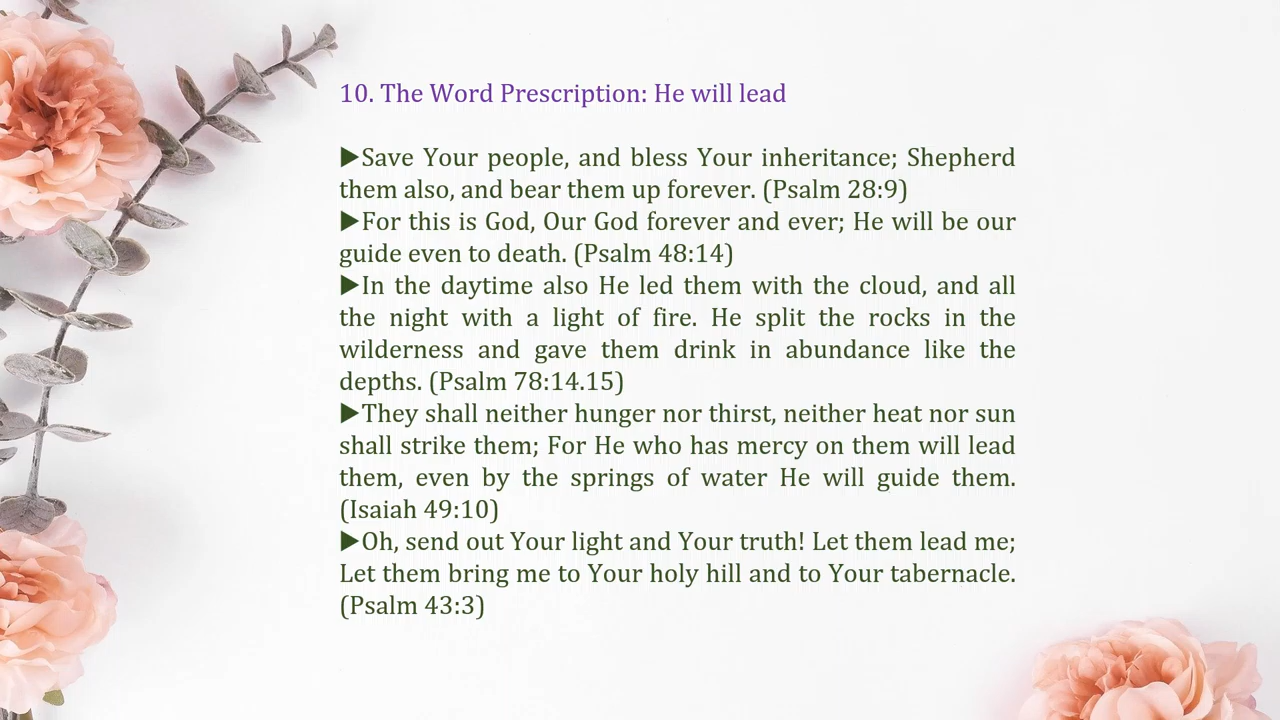 10. The Word Prescription: He will lead
▶Save Your people, and bless Your inheritance; Shepherd
them also, and bear them up forever. (Psalm 28:9)
▶For this is God, Our God forever and ever; He will be our
guide even to death. (Psalm 48:14)
▶In the daytime also He led them with the cloud, and all
the night with a light of fire. He split the rocks in the
wilderness and gave them drink in abundance like the
depths. (Psalm 78:14.15)
▶They shall neither hunger nor thirst, neither heat nor sun
shall strike them; For He who has mercy on them will lead
them, even by the springs of water He will guide them.
(Isaiah 49:10)
▶Oh, send out Your light and Your truth! Let them lead me;
Let them bring me to Your holy hill and to Your tabernacle.
(Psalm 43:3)